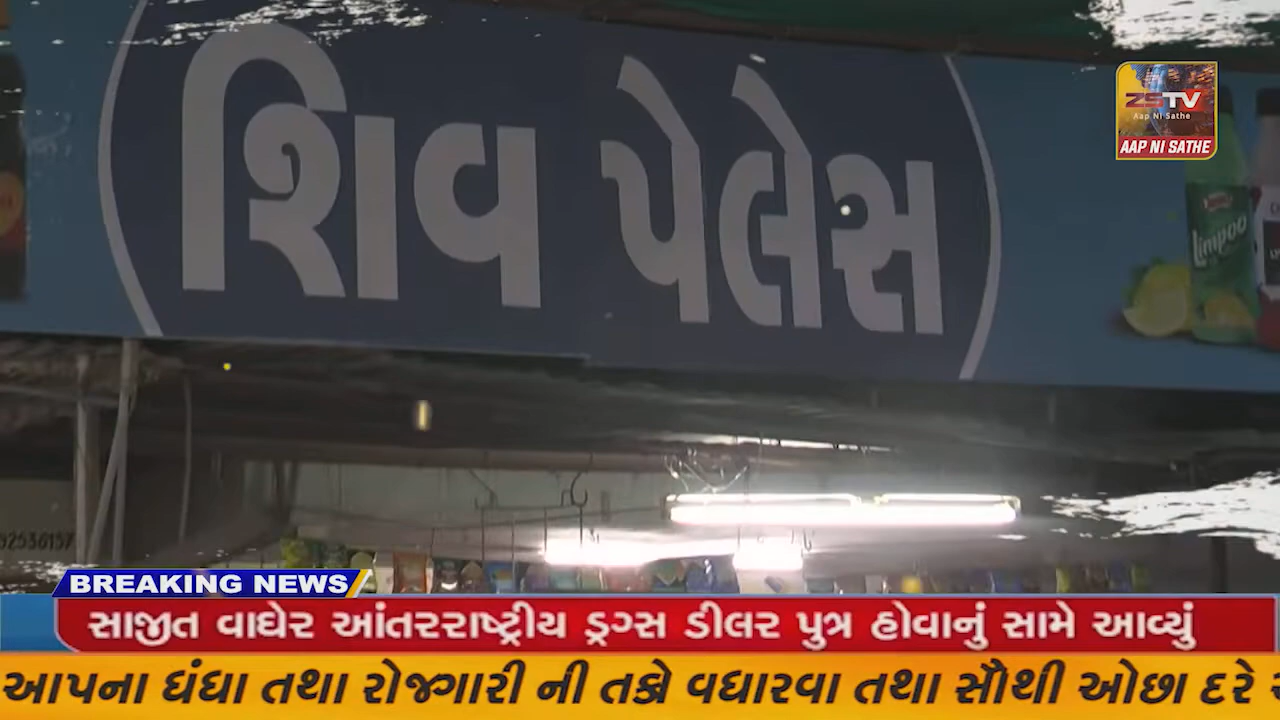 શિવ પેલેસ
ZSTV
Aap Ni Sathe
AAP NI SATHE
Limpoo
BREAKING NEWS
સાજીત વાઘેર આંતરરાષ્ટ્રીય ડ્રગ્સ ડીલર પુત્ર હોવાનું સામે આવ્યું
આપના ધંધા તથા રોજગારી ની તકો વધારવા તથા સૌથી ઓછા દરે